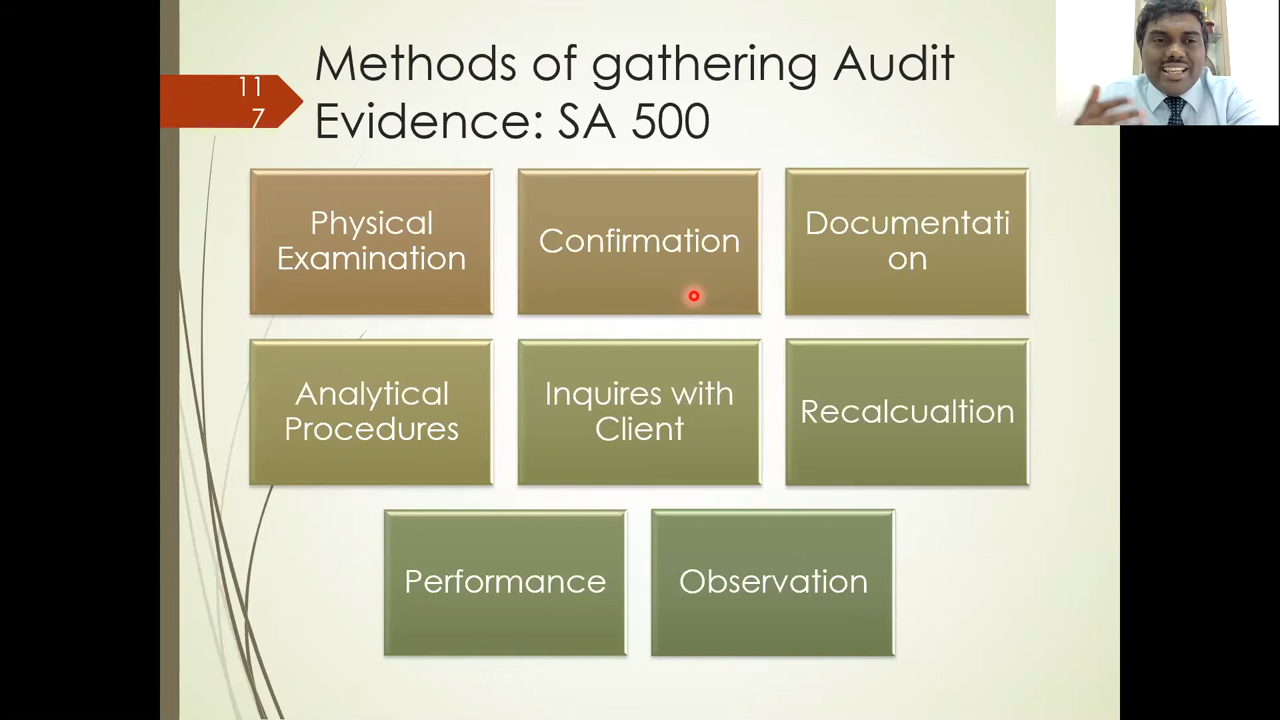 11
7
Methods of gathering Audit
Evidence: SA 500
Physical
Examination
Confirmation
Documentati
on
Analytical
Procedures
Inquires with
Client
Recalcualtion
Performance
Observation